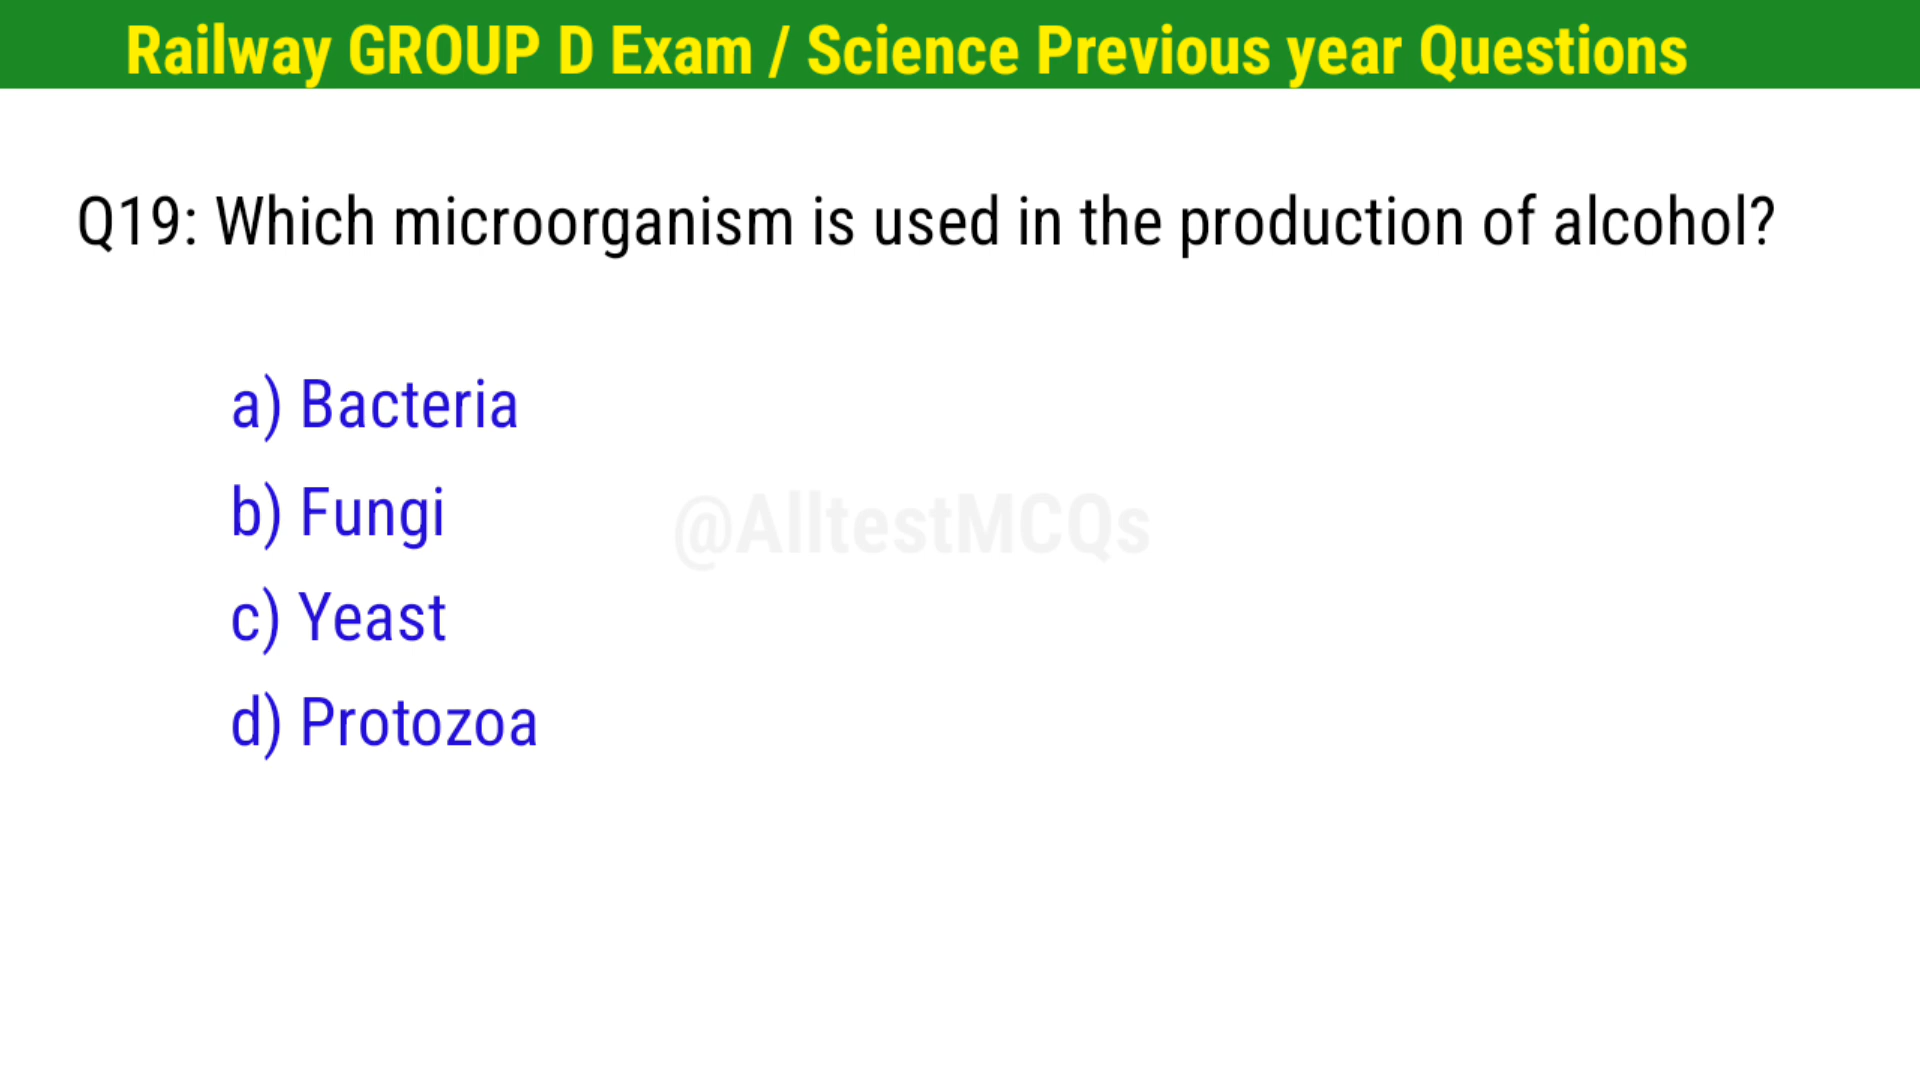 Railway GROUP D Exam / Science Previous year Questions
Q19: Which microorganism is used in the production of alcohol?
a) Bacteria
b) Fungi
@AlltestMCQs
c) Yeast
d) Protozoa